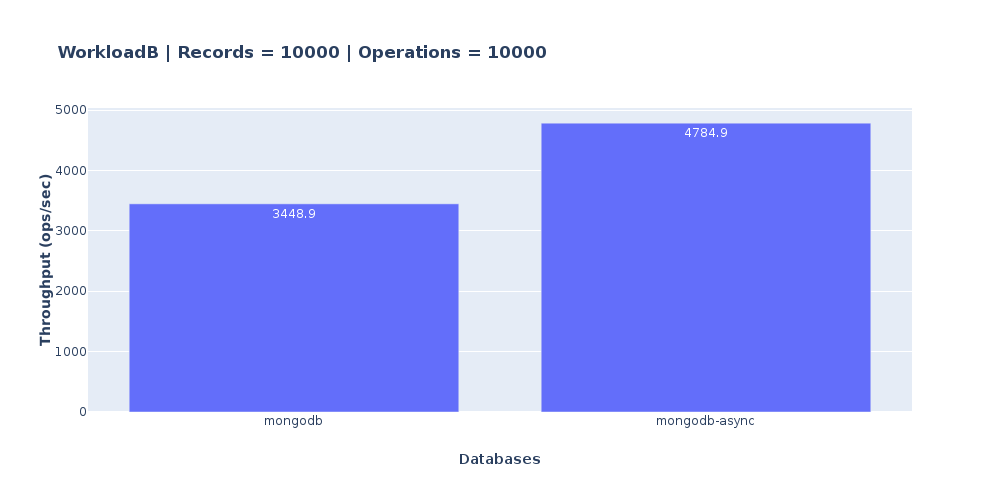 WorkloadB | Records = 10000 | Operations = 10000
Throughput (ops/sec)
5000
4000
3000
2000
1000
0
3448.9
4784.9
mongodb
mongodb-async
Databases